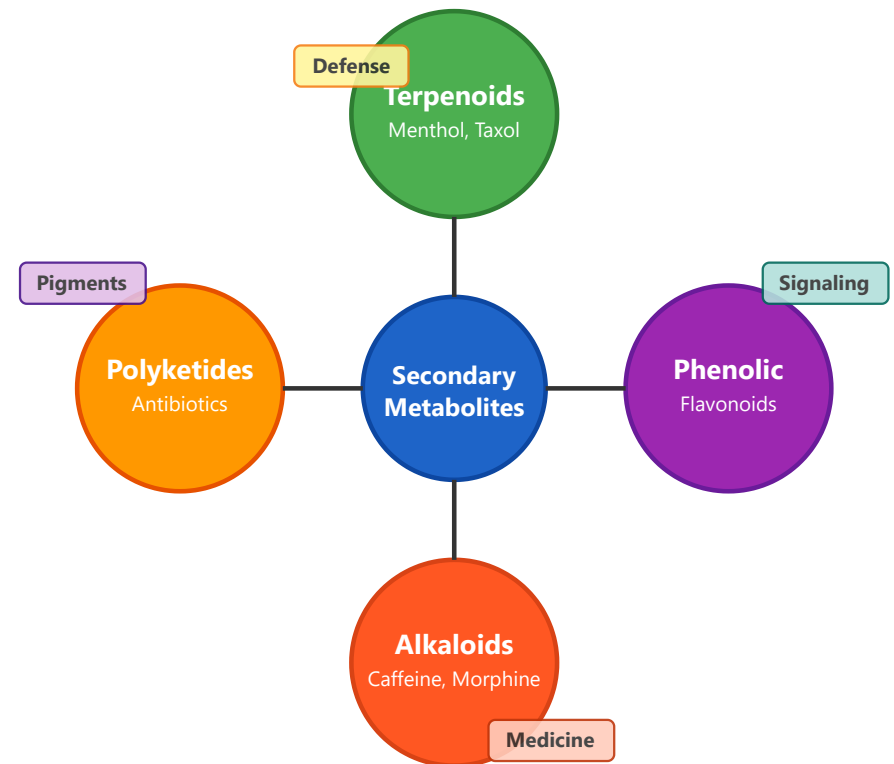 Defense
Terpenoids
Menthol, Taxol
Pigments
Polyketides
Antibiotics
Secondary
Metabolites
Signaling
Phenolic
Flavonoids
Alkaloids
Caffeine, Morphine
Medicine